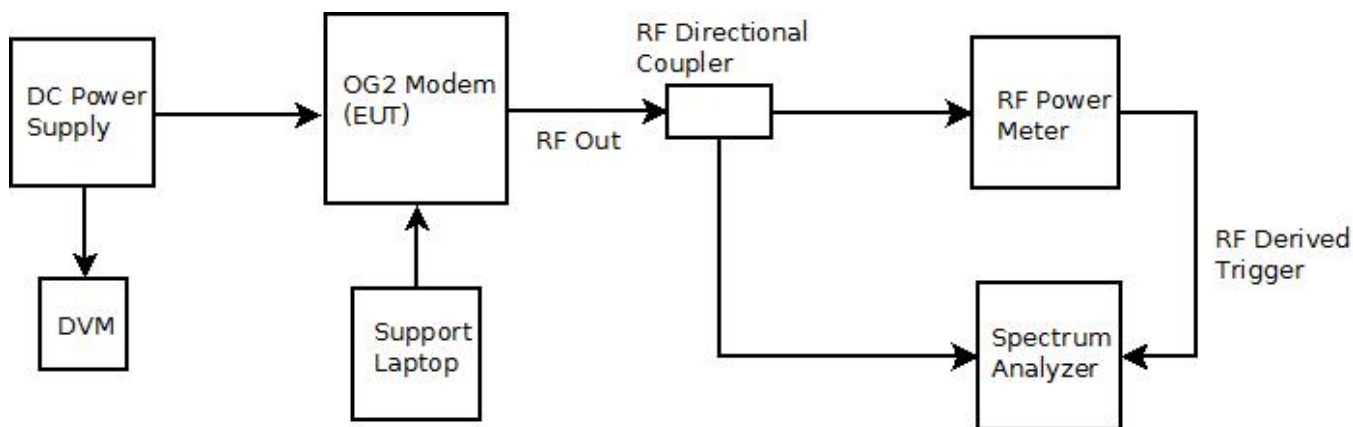 RF Directional
Coupler
DC Power
Supply
OG2 Modem
(EUT)
RF Out
RF Power
Meter
RF Derived
Trigger
DVM
Support
Laptop
Spectrum
Analyzer